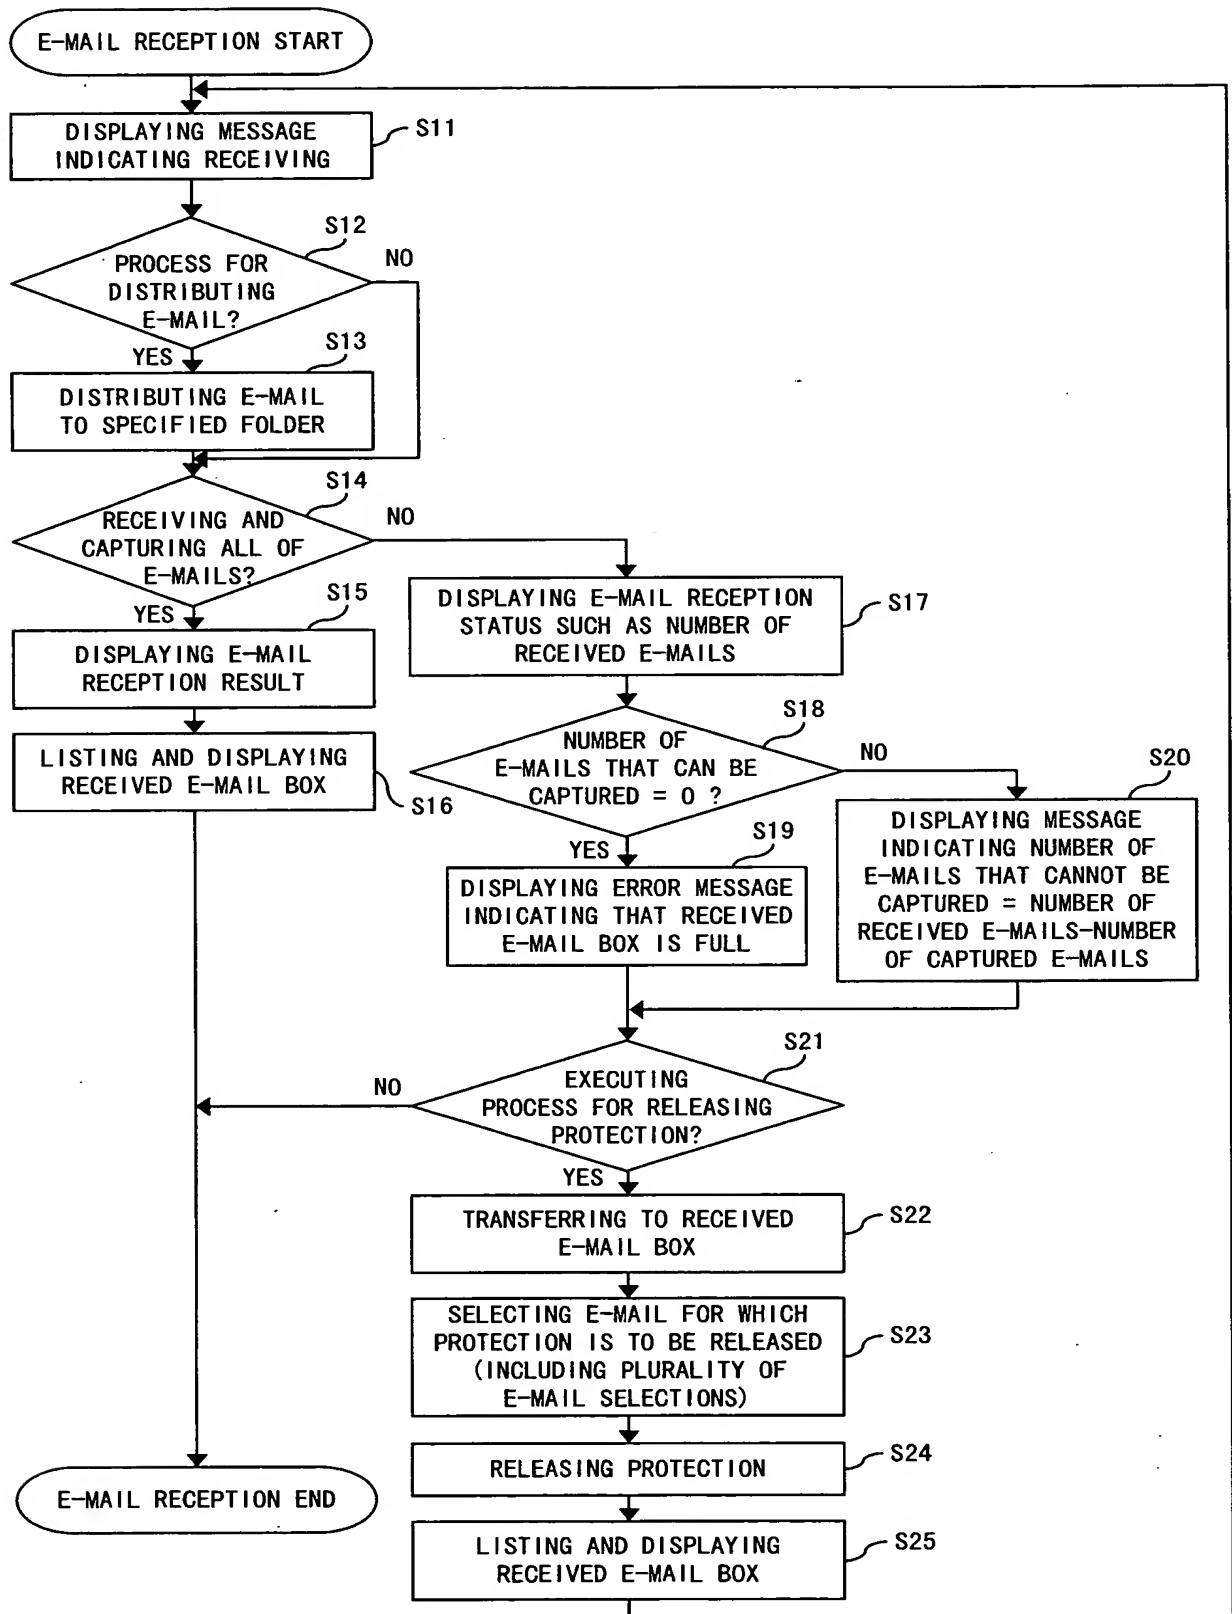 E-MAIL RECEPTION START
DISPLAYING MESSAGE
INDICATING RECEIVING
S11
S12
PROCESS FOR
DISTRIBUTING
E-MAIL?
NO
YES
S13
DISTRIBUTING E-MAIL
TO SPECIFIED FOLDER
S14
RECEIVING AND
CAPTURING ALL OF
E-MAILS?
NO
YES
S15
DISPLAYING E-MAIL
RECEPTION RESULT
LISTING AND DISPLAYING
RECEIVED E-MAIL BOX
S16
DISPLAYING E-MAIL RECEPTION
STATUS SUCH AS NUMBER OF
RECEIVED E-MAILS
S17
S18
NUMBER OF
E-MAILS THAT CAN BE
CAPTURED = 0 ?
NO
YES
S19
DISPLAYING ERROR MESSAGE
INDICATING THAT RECEIVED
E-MAIL BOX IS FULL
S20
DISPLAYING MESSAGE
INDICATING NUMBER OF
E-MAILS THAT CANNOT BE
CAPTURED = NUMBER OF
RECEIVED E-MAILS-NUMBER
OF CAPTURED E-MAILS
S21
EXECUTING
PROCESS FOR RELEASING
PROTECTION?
NO
YES
TRANSFERRING TO RECEIVED
E-MAIL BOX
S22
SELECTING E-MAIL FOR WHICH
PROTECTION IS TO BE RELEASED
(INCLUDING PLURALITY OF
E-MAIL SELECTIONS)
S23
RELEASING PROTECTION
S24
LISTING AND DISPLAYING
RECEIVED E-MAIL BOX
S25
E-MAIL RECEPTION END